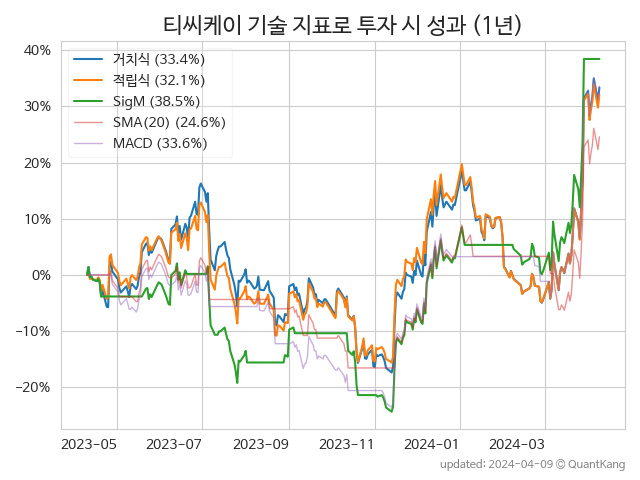 티씨케이 기술 지표로 투자 시 성과 (1년)
40%
30%
20%
10%
0%
−10%
−20%
거치식 (33.4%)
적립식 (32.1%)
SigM (38.5%)
SMA(20) (24.6%)
MACD (33.6%)
2023-05 2023-07 2023-09 2023-11 2024-01 2024-03
updated: 2024-04-09 © QuantKang